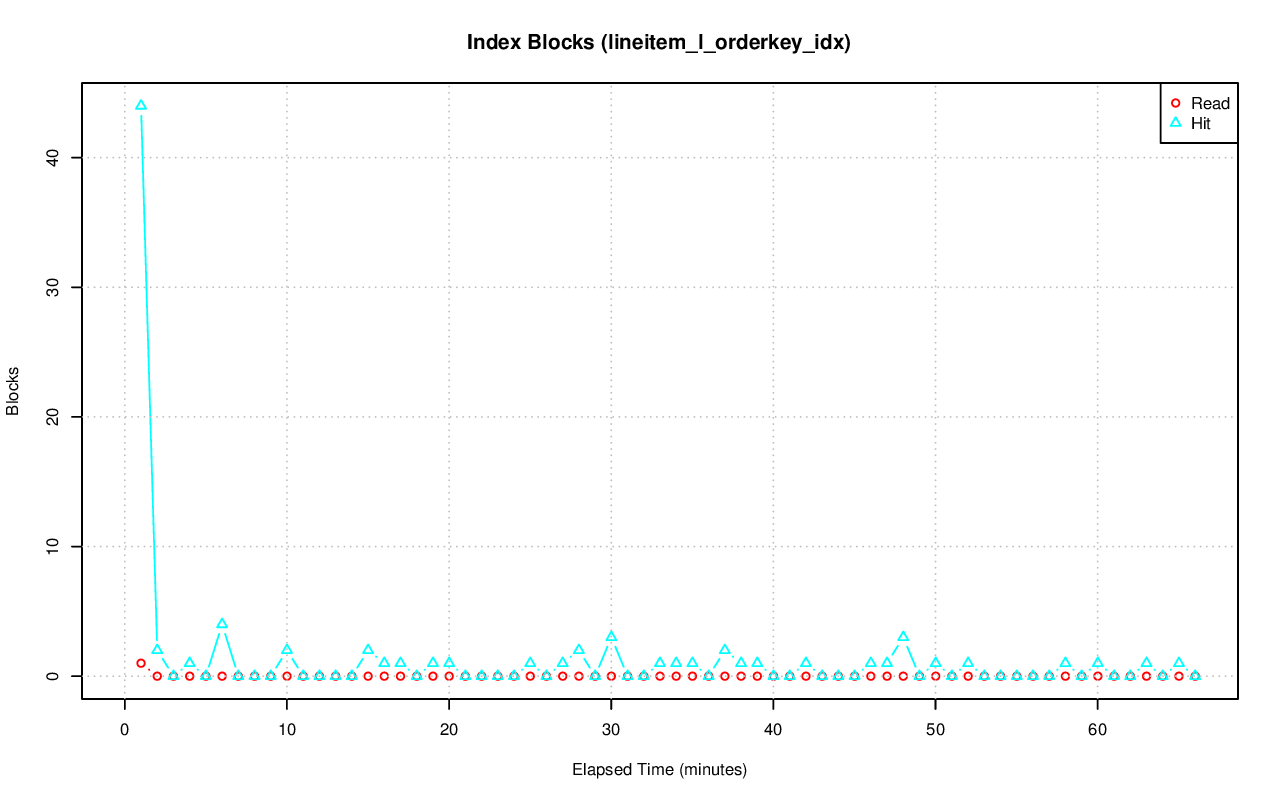 Index Blocks (lineitem_l_orderkey_idx)
Read
Hit
Blocks
40
30
20
10
0
0 10 20 30 40 50 60
Elapsed Time (minutes)